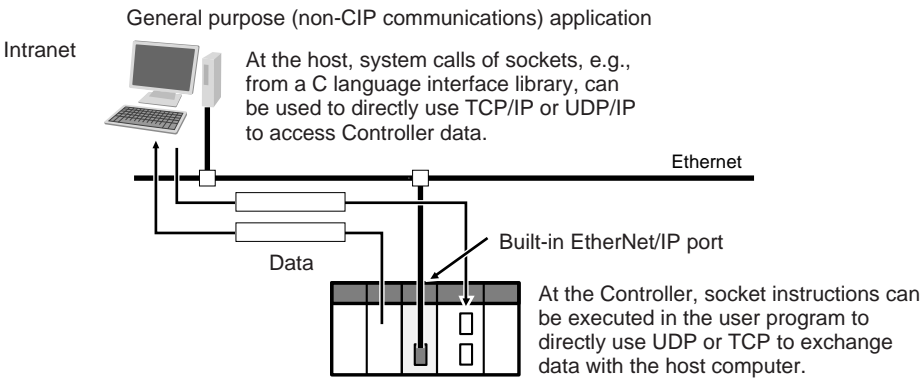 General purpose (non-CIP communications) application
Intranet
At the host, system calls of sockets, e.g.,
from a C language interface library, can
be used to directly use TCP/IP or UDP/IP
to access Controller data.
Ethernet
Built-in EtherNet/IP port
Data
At the Controller, socket instructions can
be executed in the user program to
directly use UDP or TCP to exchange
data with the host computer.